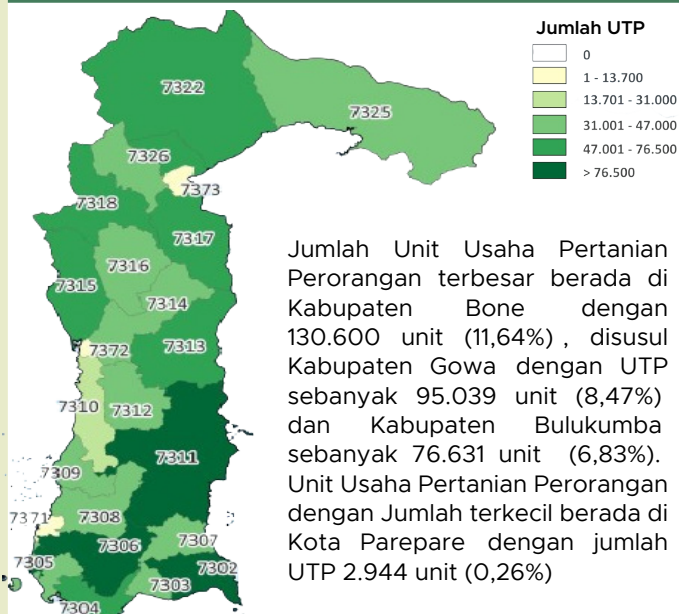 Jumlah UTP
0
1 - 13.700
13.701 - 31.000
31.001 - 47.000
47.001 - 76.500
> 76.500
7322
7325
7326
7373
7318
7317
7316
7315
7314
7372
7313
7310
7312
7311
7309
7371
7308
7306
7307
7305
7302
7303
7304
Jumlah Unit Usaha Pertanian
Perorangan terbesar berada di
Kabupaten Bone dengan
130.600 unit (11,64%) , disusul
Kabupaten Gowa dengan UTP
sebanyak 95.039 unit (8,47%)
dan Kabupaten Bulukumba
sebanyak 76.631 unit (6,83%).
Unit Usaha Pertanian Perorangan
dengan Jumlah terkecil berada di
Kota Parepare dengan jumlah
UTP 2.944 unit (0,26%)